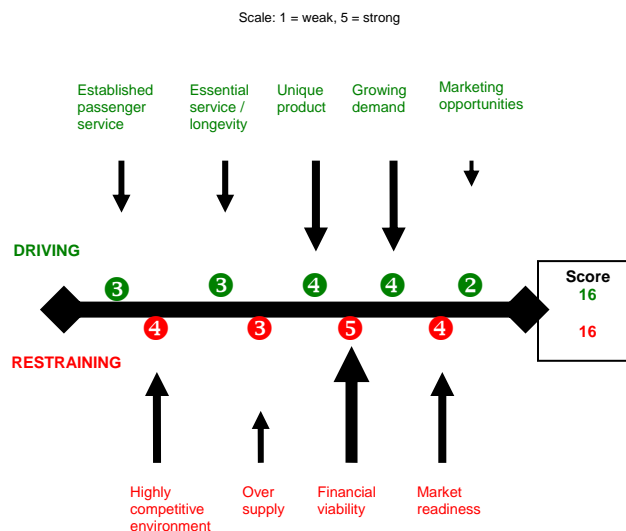 Scale: 1 = weak, 5 = strong
Established
passenger
service
Essential
service /
longevity
Unique
product
Growing
demand
Marketing
opportunities
DRIVING
3
3
4
4
2
Score
16
16
4
3
5
4
RESTRAINING
Highly
competitive
environment
Over
supply
Financial
viability
Market
readiness